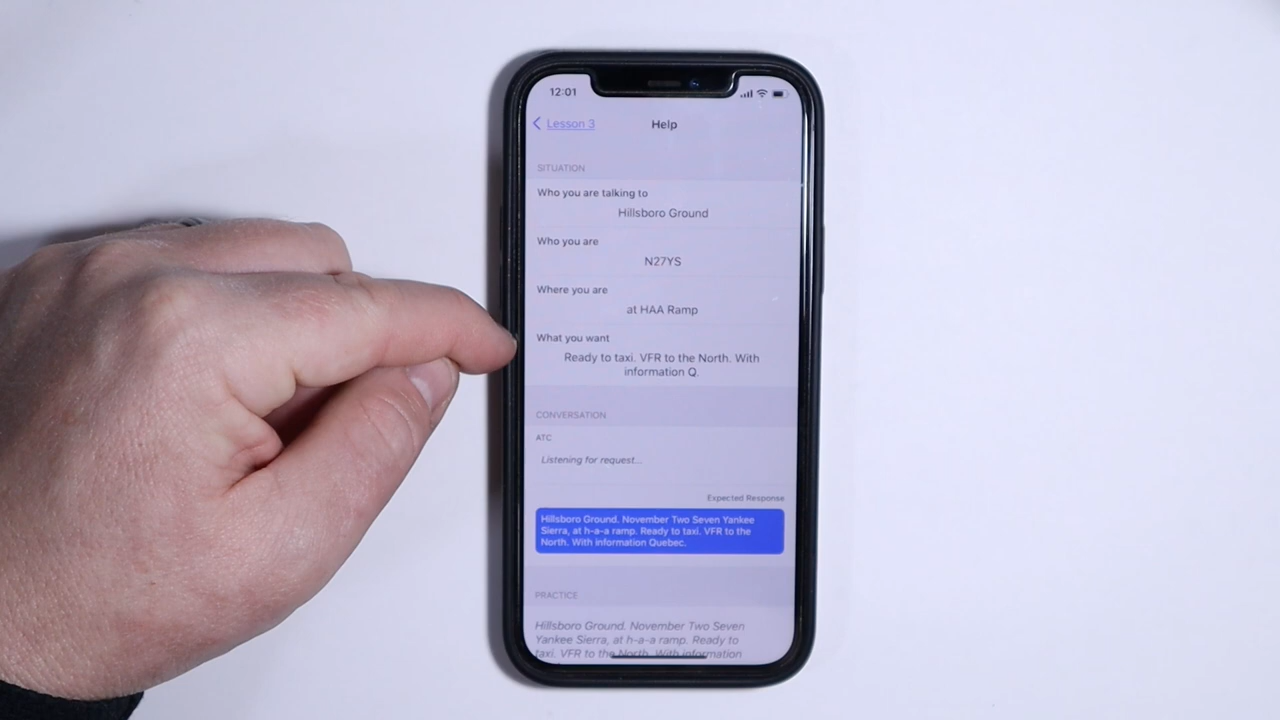 12:01
Lesson 3
Help
SITUATION
Who you are talking to
Hillsboro Ground
Who you are
N27YS
Where you are
at HAA Ramp
What you want
Ready to taxi. VFR to the North. With
information Q.
CONVERSATION
ATC
Listening for request...
Expected Response
Hillsboro Ground. November Two Seven Yankee
Sierra, at h-a-a ramp. Ready to taxi. VFR to the
North. With information Quebec.
PRACTICE
Hillsboro Ground. November Two Seven
Yankee Sierra, at h-a-a ramp. Ready to
taxi. VFR to the North. With information